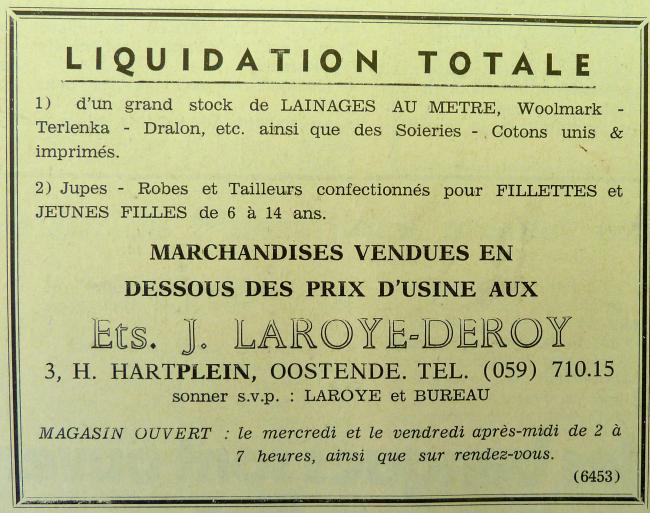 LIQUIDATION TOTALE
1) d'un grand stock de LAINAGES AU METRE, Woolmark -
Terlenka - Dralon, etc. ainsi que des Soieries - Cotons unis &
imprimés.
2) Jupes - Robes et Tailleurs confectionnés pour FILLETTES et
JEUNES FILLES de 6 à 14 ans.
MARCHANDISES VENDUES EN
DESSOUS DES PRIX D'USINE AUX
Ets. J. LAROYE-DEROY
3, H. HARTPLEIN, OOSTENDE. TEL. (059) 710.15
sonner s.v.p. : LAROYE et BUREAU
MAGASIN OUVERT : le mercredi et le vendredi après-midi de 2 à
7 heures, ainsi que sur rendez-vous.
(6453)